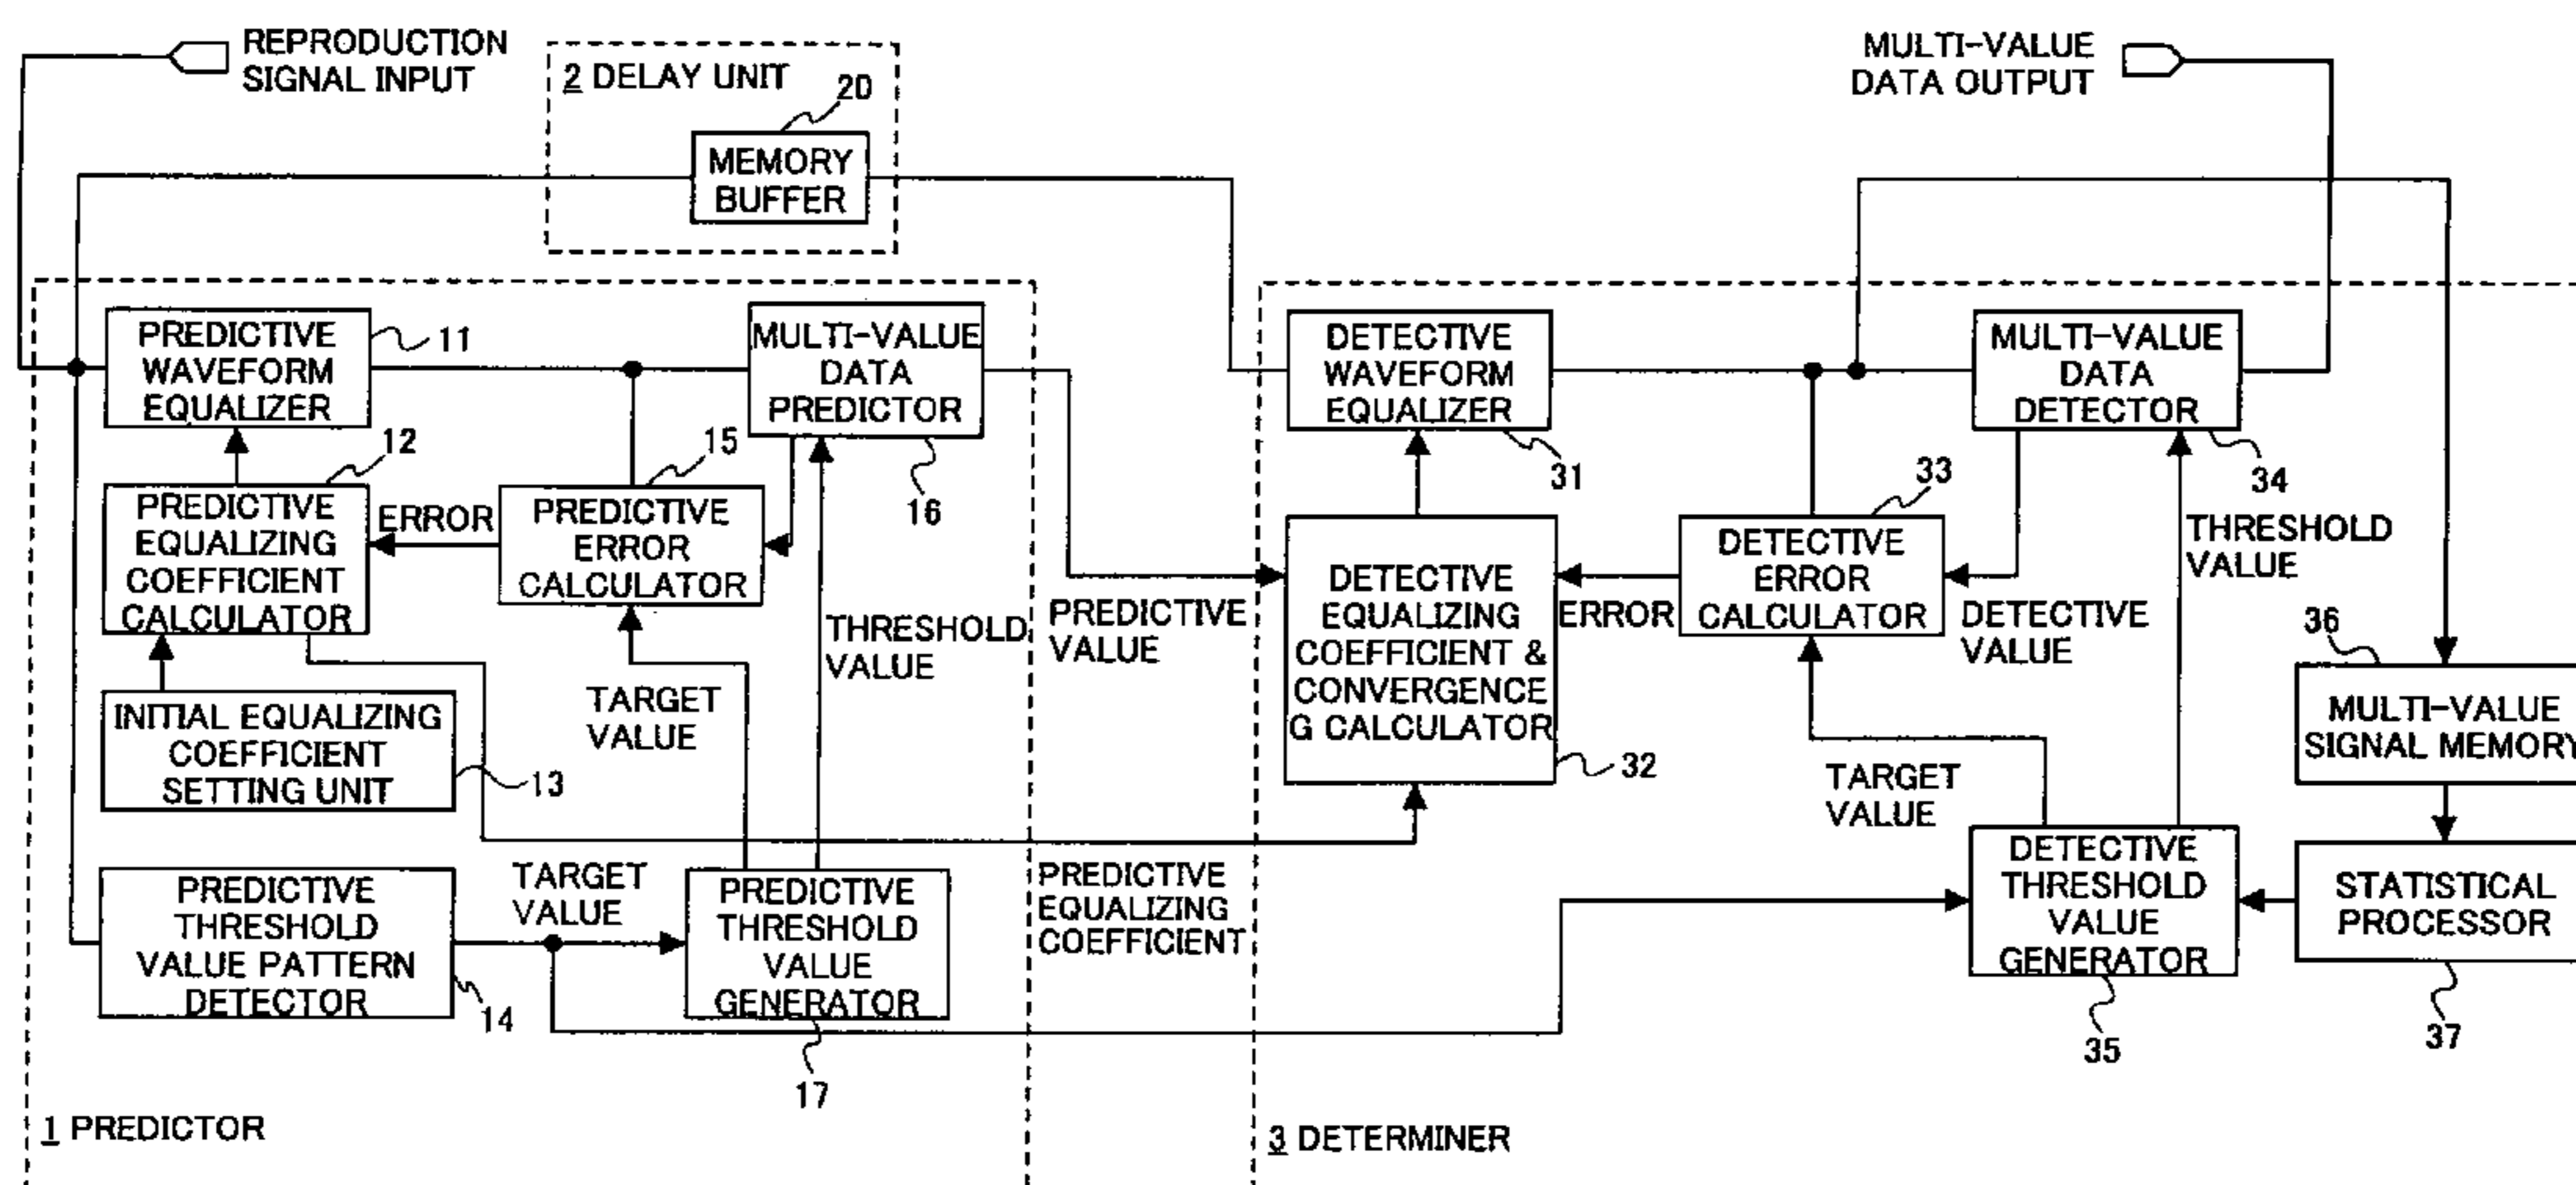 REPRODUCTION
SIGNAL INPUT
2 DELAY UNIT
20
MEMORY
BUFFER
MULTI-VALUE
DATA OUTPUT
PREDICTIVE
WAVEFORM
EQUALIZER
11
MULTI-VALUE
DATA
PREDICTOR
16
12
PREDICTIVE
EQUALIZING
COEFFICIENT
CALCULATOR
ERROR
15
PREDICTIVE
ERROR
CALCULATOR
THRESHOLD
VALUE
TARGET
VALUE
INITIAL EQUALIZING
COEFFICIENT
SETTING UNIT
13
PREDICTIVE
THRESHOLD
VALUE PATTERN
DETECTOR
14
TARGET
VALUE
PREDICTIVE
THRESHOLD
VALUE
GENERATOR
17
1 PREDICTOR
PREDICTIVE
VALUE
PREDICTIVE
EQUALIZING
COEFFICIENT
DETECTIVE
WAVEFORM
EQUALIZER
31
MULTI-VALUE
DATA
DETECTOR
34
DETECTIVE
EQUALIZING
COEFFICIENT &
CONVERGENCE
G CALCULATOR
32
ERROR
33
DETECTIVE
ERROR
CALCULATOR
DETECTIVE
VALUE
THRESHOLD
VALUE
TARGET
VALUE
36
MULTI-VALUE
SIGNAL MEMORY
DETECTIVE
THRESHOLD
VALUE
GENERATOR
35
STATISTICAL
PROCESSOR
37
3 DETERMINER